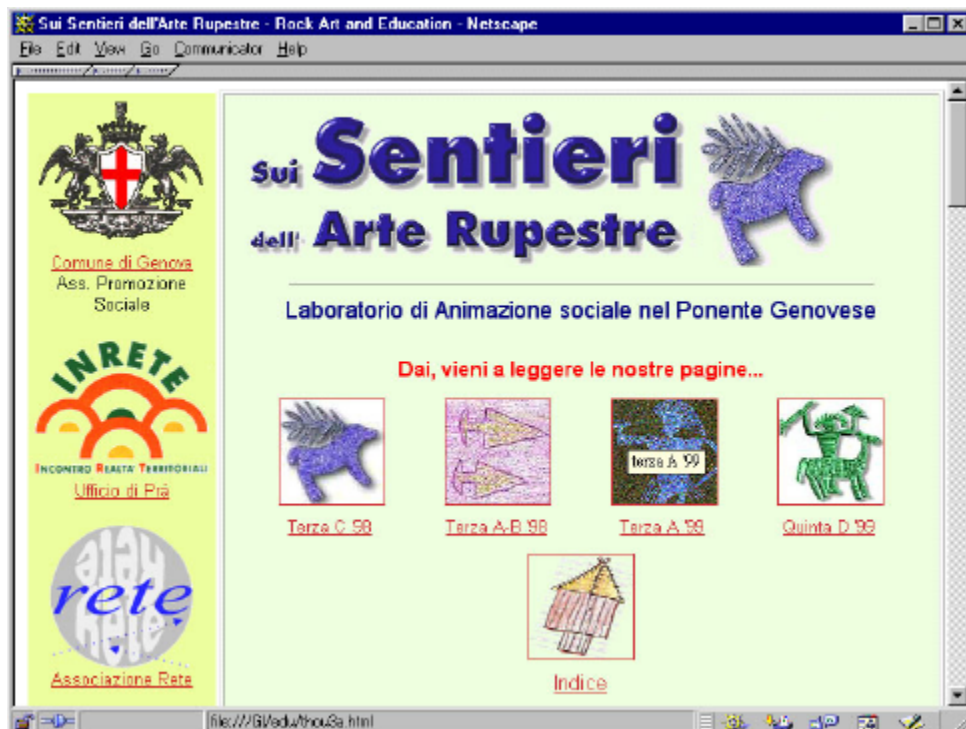 Sui Sentieri dell'Arte Rupestre - Rock Art and Education - Netscape
File Edit View Go Communicator Help
Comune di Genova
Ass. Promozione
Sociale
INRETE
INCONTRO REALTA' TERRITORIALI
Ufficio di Prà
rete
Associazione Rete
Sui Sentieri
dell' Arte Rupestre
Laboratorio di Animazione sociale nel Ponente Genovese
Dai, vieni a leggere le nostre pagine...
terza A '99
Terza C '98 Terza A-B '98 Terza A '99 Quinta D '99
Indice